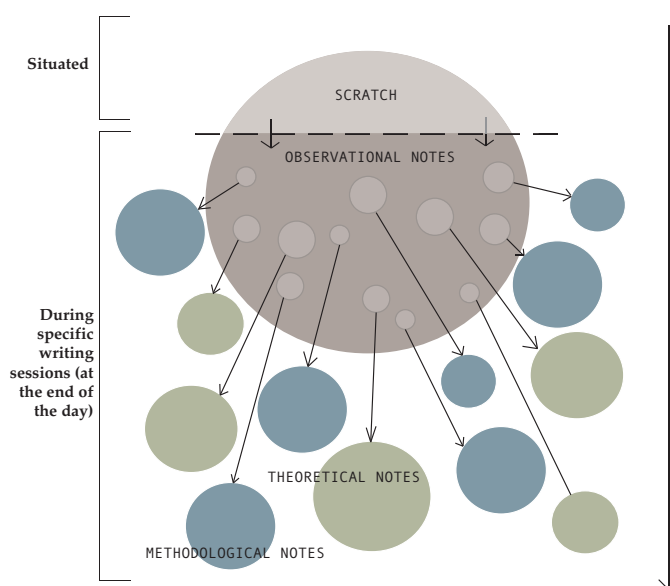 Situated
SCRATCH
OBSERVATIONAL NOTES
During
specific
writing
sessions (at
the end of
the day)
THEORETICAL NOTES
METHODOLOGICAL NOTES